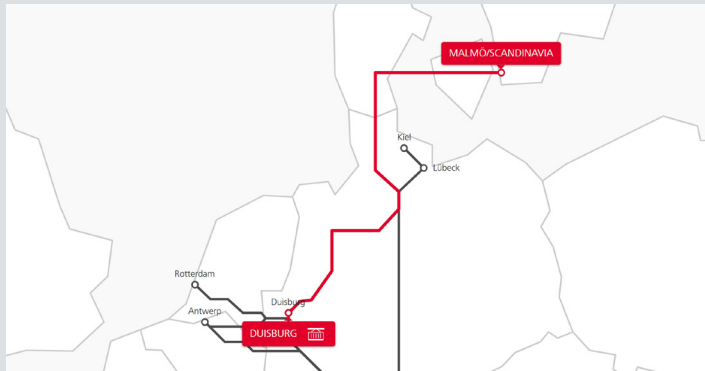 MALMÖ/SCANDINAVIA
Kiel
Lübeck
Rotterdam
Duisburg
Antwerp
DUISBURG